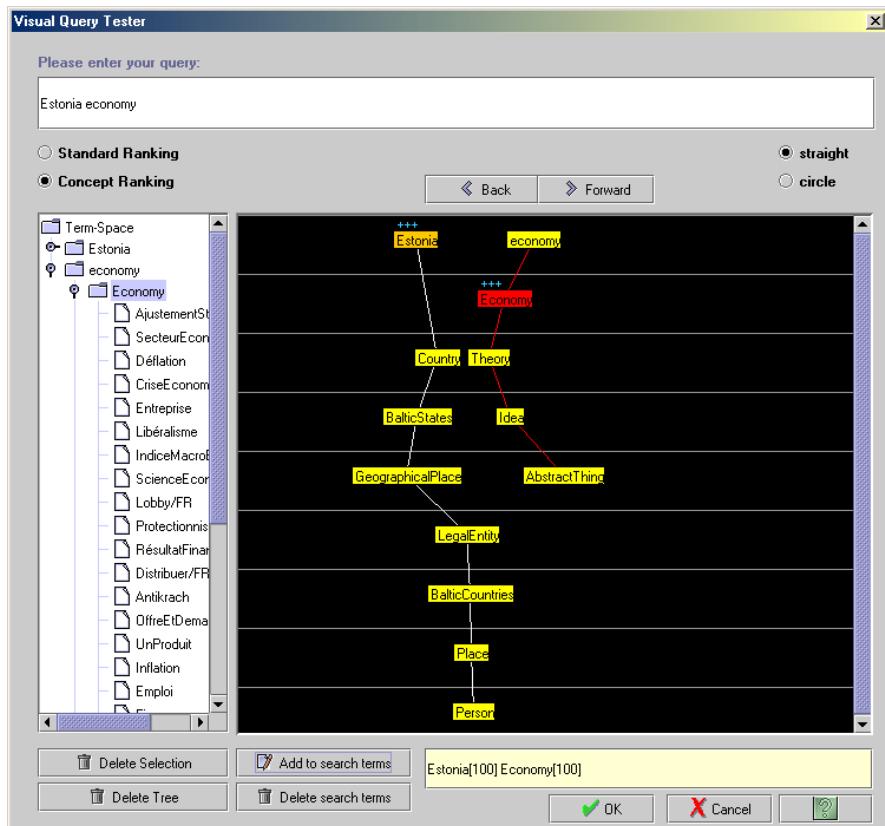 Visual Query Tester
Please enter your query:
Estonia economy
Standard Ranking
straight
Concept Ranking
Back
Forward
circle
Term-Space
Estonia
economy
Economy
AjustementSt
SecteurEcon
Déflation
CriseEconom
Entreprise
Libéralisme
IndiceMacroE
ScienceEcor
Lobby/FR
Protectionnis
RésultatFinar
Distribuer/FR
Antikrach
OffreEtDema
UnProduit
Inflation
Emploi
+++
Estonia
economy
+++
Economy
Country
Theory
BalticStates
Idea
GeographicalPlace
AbstractThing
LegalEntity
BalticCountries
Place
Person
Delete Selection
Add to search terms
Estonia[100] Economy[100]
Delete Tree
Delete search terms
OK
Cancel
?